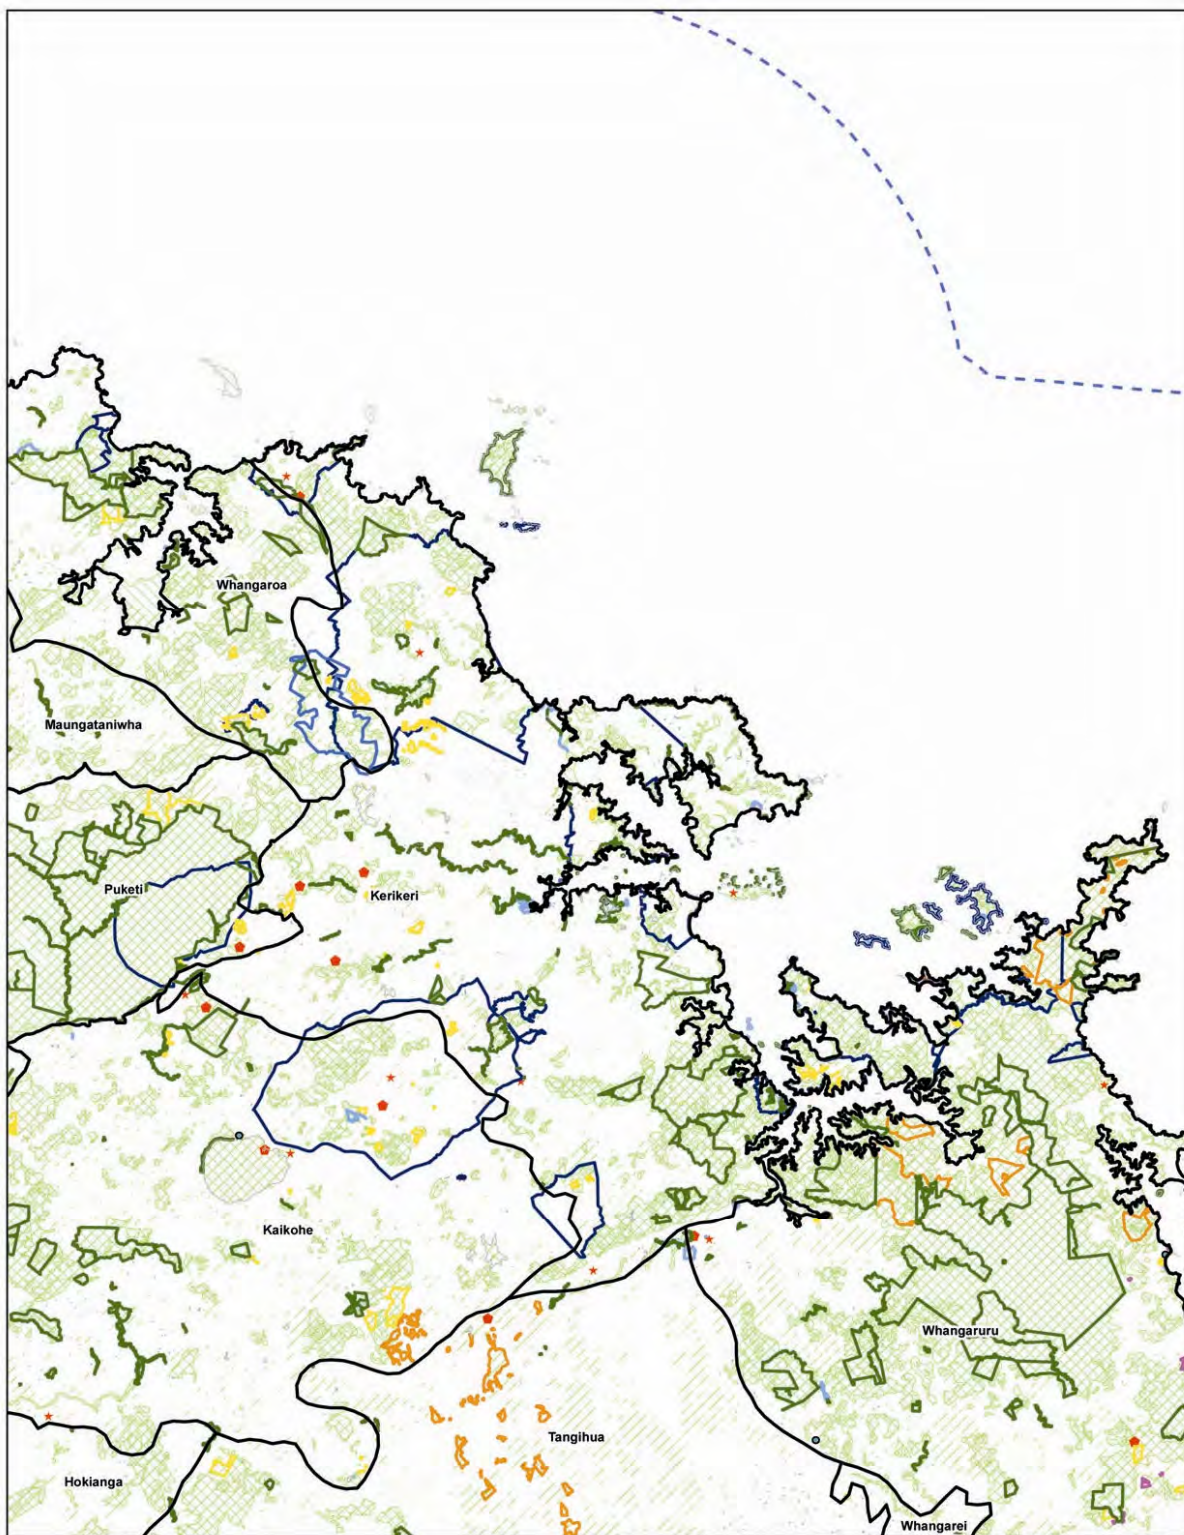 Whangaroa
Maungataniwha
Puketi
Kerikeri
Kaikohe
Whangaruru
Tangihua
Hokianga
Whangarei